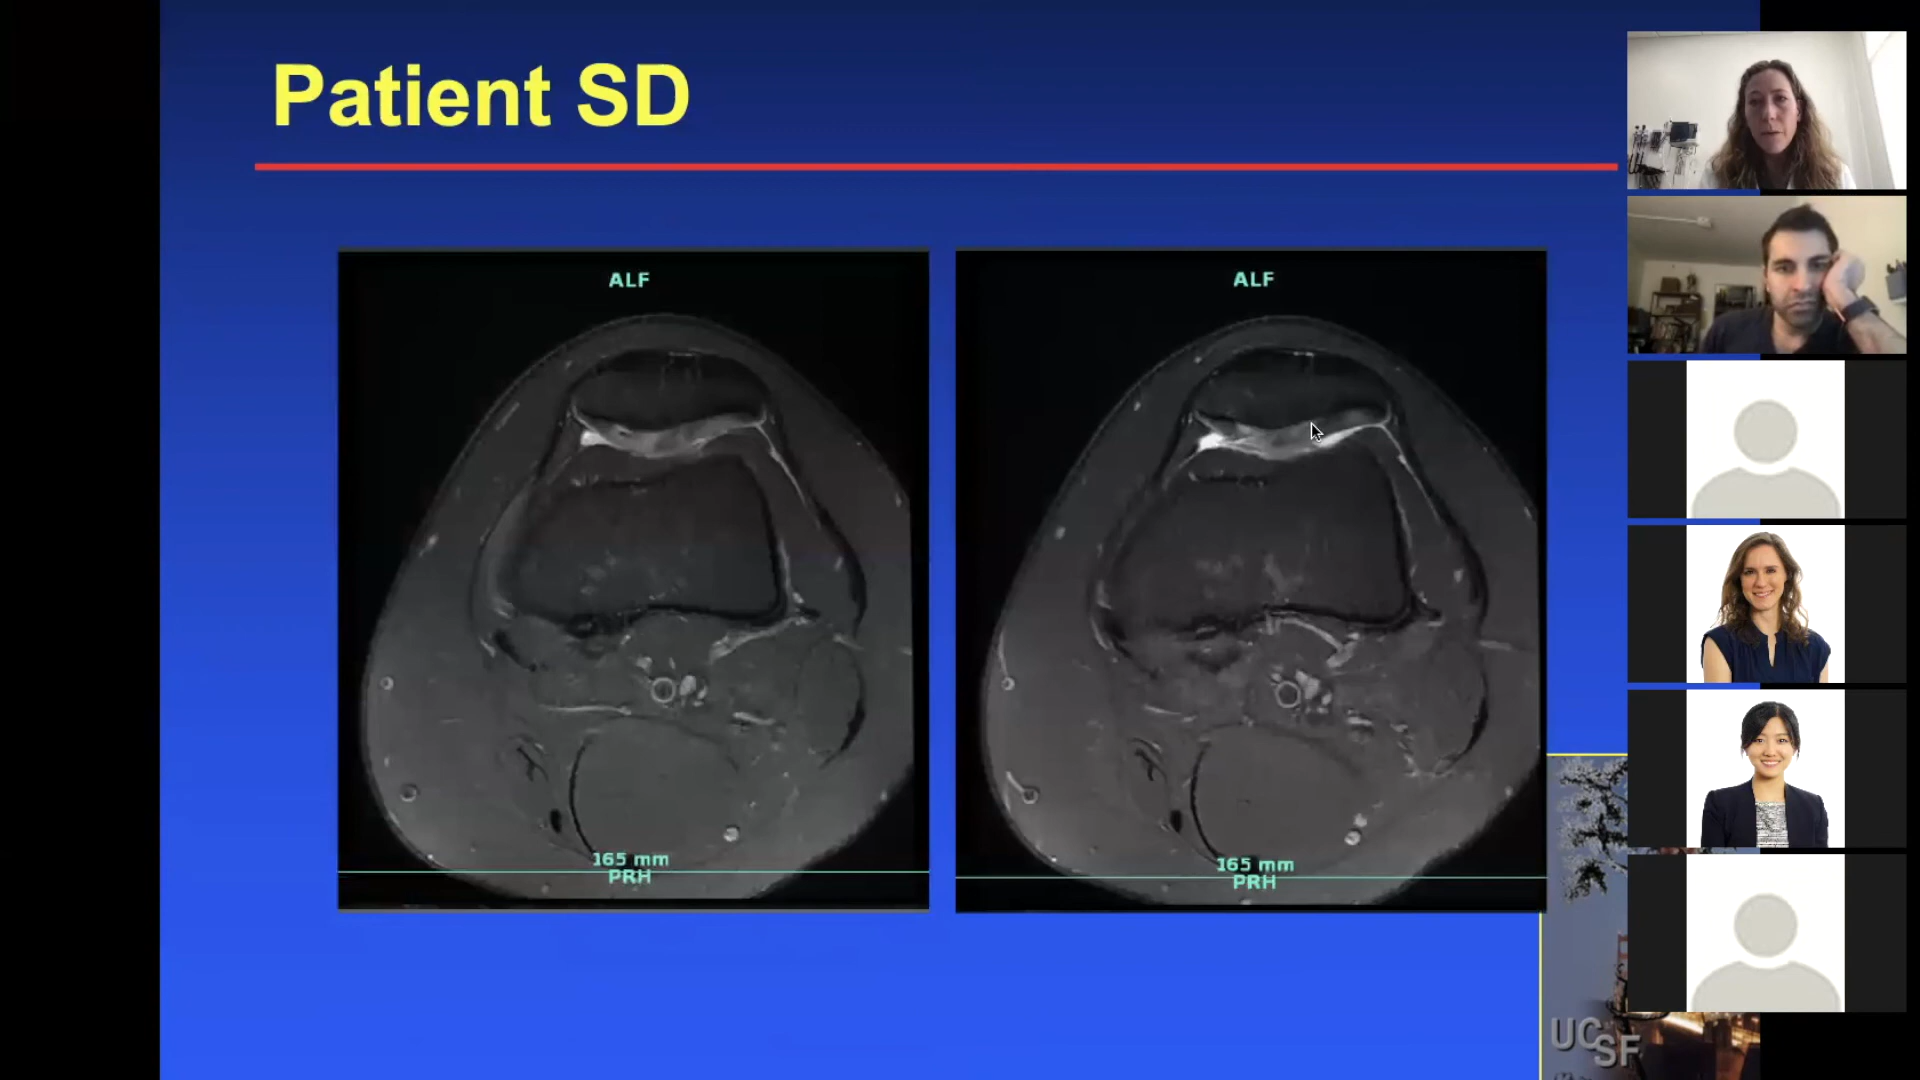 Patient SD
ALF
165 mm
PRH
ALF
165 mm
PRH
UCSF